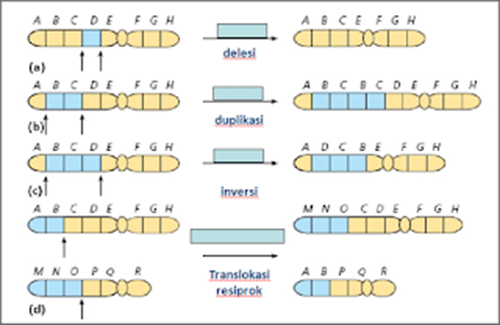 A B C D E F G H A B C E F G H
delesi
(a)
A B C D E F G H A B C B C D E F G H
duplikasi
(b)
A B C D E F G H A D C B E F G H
inversi
(c)
A B C D E F G H M N O C D E F G H
Translokasi
resiprok
M N O P Q R A B P Q R
(d)